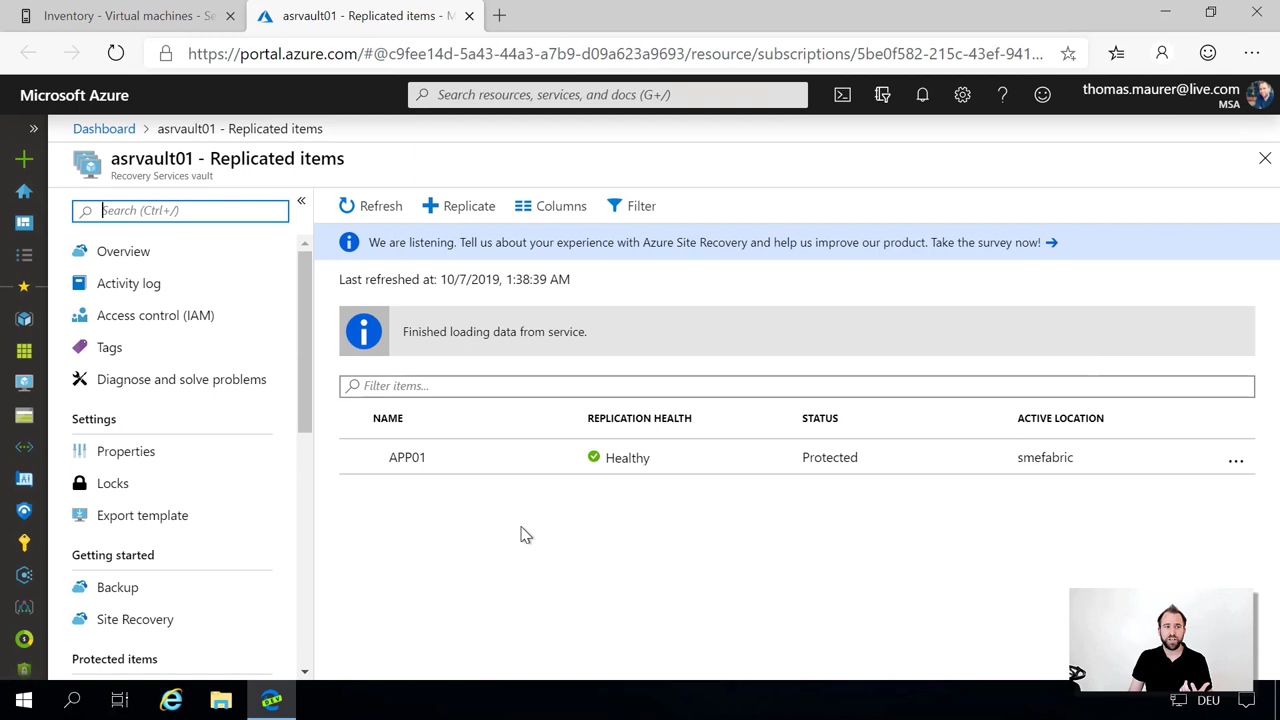 Inventory - Virtual machines - Se
asrvault01 - Replicated items - M
https://portal.azure.com/#@c9fee14d-5a43-44a3-a7b9-d09a623a9693/resource/subscriptions/5be0f582-215c-43ef-941...
Microsoft Azure
Search resources, services, and docs (G+/)
thomas.maurer@live.com
MSA
Dashboard > asrvault01 - Replicated items
asrvault01 - Replicated items
Recovery Services vault
Search (Ctrl+/)
Overview
Activity log
Access control (IAM)
Tags
Diagnose and solve problems
Settings
Properties
Locks
Export template
Getting started
Backup
Site Recovery
Protected items
Refresh
Replicate
Columns
Filter
We are listening. Tell us about your experience with Azure Site Recovery and help us improve our product. Take the survey now! →
Last refreshed at: 10/7/2019, 1:38:39 AM
Finished loading data from service.
Filter items...
NAME REPLICATION HEALTH STATUS ACTIVE LOCATION
APP01 Healthy Protected smefabric ...
DEV
DEU